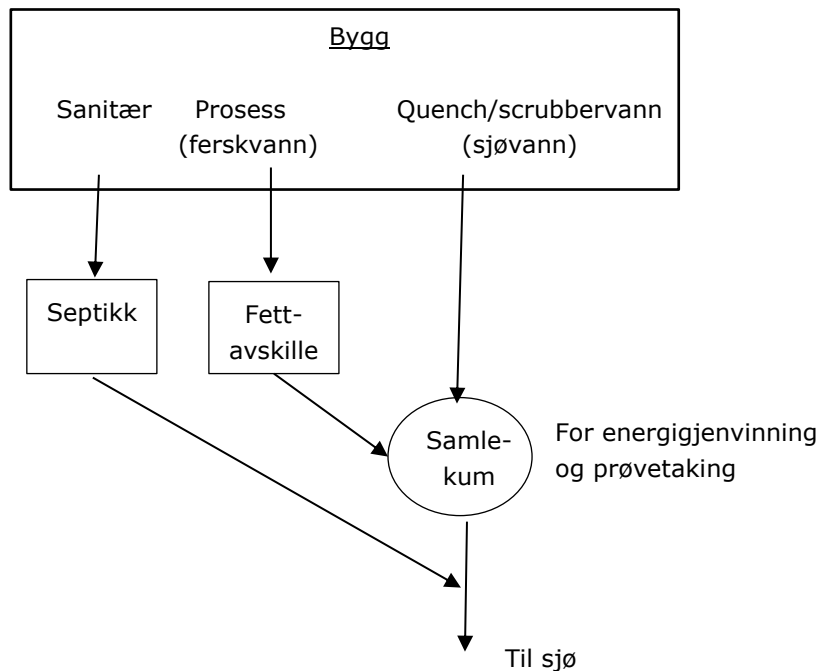 Bygg
Sanitær
Prosess
(ferskvann)
Quench/scrubbervann
(sjøvann)
Septikk
Fett-
avskille
Samle-
kum
For energigjenvinning
og prøvetaking
Til sjø